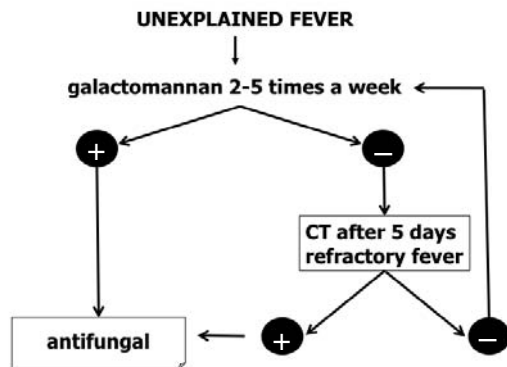 UNEXPLAINED FEVER
galactomannan 2-5 times a week
+
−
CT after 5 days
refractory fever
antifungal
+
−